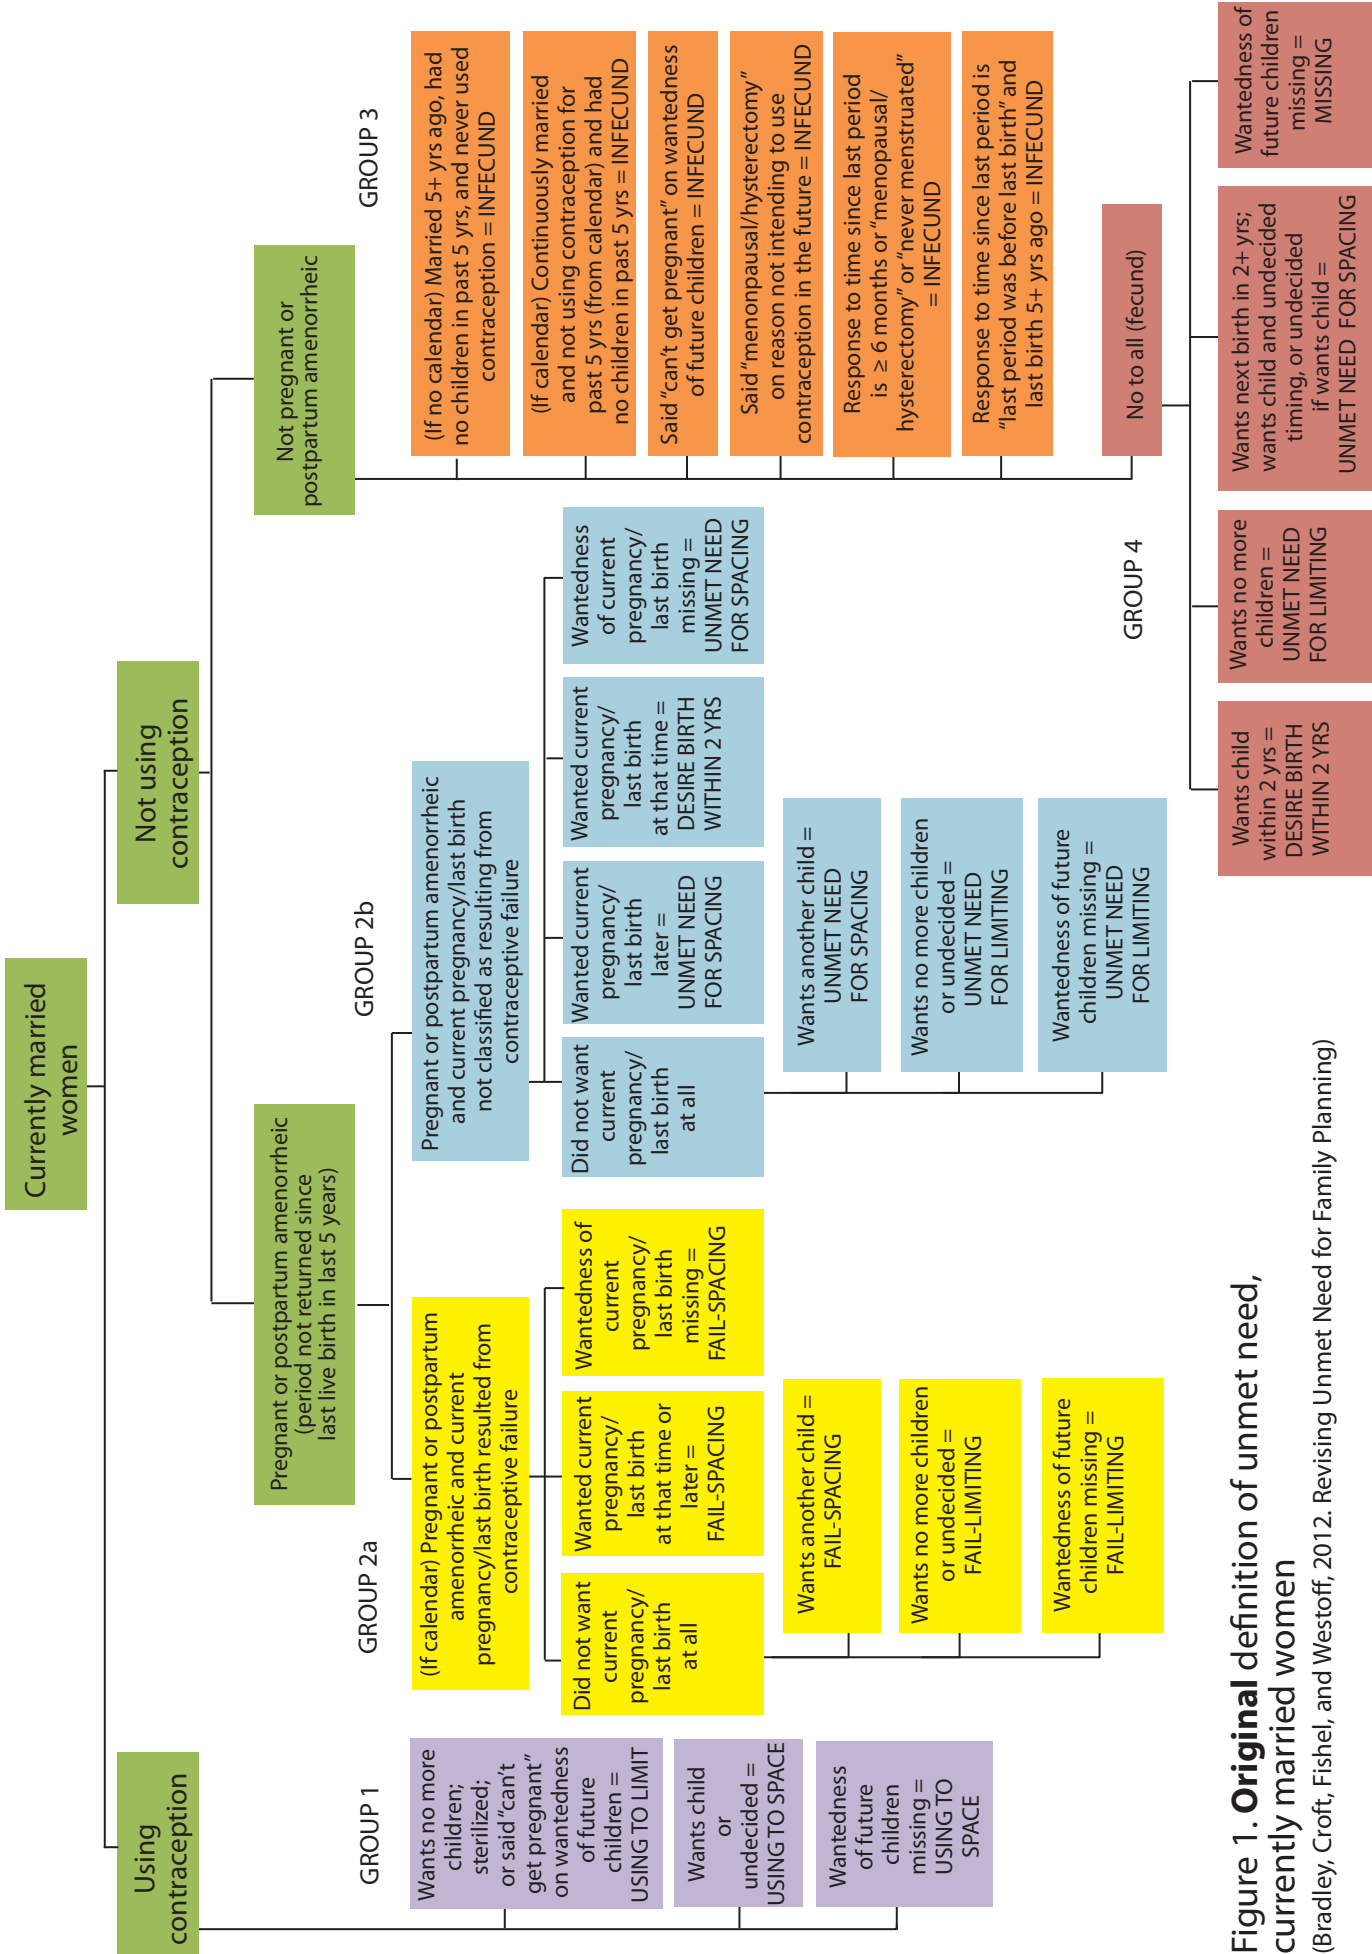 Currently married
women
Using
contraception
Not using
contraception
Pregnant or postpartum amenorrheic
(period not returned since
last live birth in last 5 years)
Not pregnant or
postpartum amenorrheic
GROUP 1
Wants no more
children;
sterilized;
or said “can’t
get pregnant”
on wantedness
of future
children =
USING TO LIMIT
Wants child
or
undecided =
USING TO SPACE
Wantedness
of future
children
missing =
USING TO
SPACE
GROUP 2a
(If calendar) Pregnant or postpartum
amenorrheic and current
pregnancy/last birth resulted from
contraceptive failure
Did not want
current
pregnancy/
last birth
at all
Wanted current
pregnancy/
last birth
at that time or
later =
FAIL-SPACING
Wantedness of
current
pregnancy/
last birth
missing =
FAIL-SPACING
Wants another child =
FAIL-SPACING
Wants no more children
or undecided =
FAIL-LIMITING
Wantedness of future
children missing =
FAIL-LIMITING
GROUP 2b
Pregnant or postpartum amenorrheic
and current pregnancy/last birth
not classified as resulting from
contraceptive failure
Did not want
current
pregnancy/
last birth
at all
Wanted current
pregnancy/
last birth
later =
UNMET NEED
FOR SPACING
Wanted current
pregnancy/
last birth
at that time =
DESIRE BIRTH
WITHIN 2 YRS
Wantedness
of current
pregnancy/
last birth
missing =
UNMET NEED
FOR SPACING
Wants another child =
UNMET NEED
FOR SPACING
Wants no more children
or undecided =
UNMET NEED
FOR LIMITING
Wantedness of future
children missing =
UNMET NEED
FOR LIMITING
GROUP 3
(If no calendar) Married 5+ yrs ago, had
no children in past 5 yrs, and never used
contraception = INFECUND
(If calendar) Continuously married
and not using contraception for
past 5 yrs (from calendar) and had
no children in past 5 yrs = INFECUND
Said “can’t get pregnant” on wantedness
of future children = INFECUND
Said “menonpausal/hysterectomy”
on reason not intending to use
contraception in the future = INFECUND
Response to time since last period
is ≥ 6 months or “menopausal/
hysterectomy” or “never menstruated”
= INFECUND
Response to time since last period is
“last period was before last birth” and
last birth 5+ yrs ago = INFECUND
No to all (fecund)
GROUP 4
Wants child
within 2 yrs =
DESIRE BIRTH
WITHIN 2 YRS
Wants no more
children =
UNMET NEED
FOR LIMITING
Wants next birth in 2+ yrs;
wants child and undecided
timing, or undecided
if wants child =
UNMET NEED FOR SPACING
Wantedness of
future children
missing =
MISSING
Figure 1. Original definition of unmet need,
currently married women
(Bradley, Croft, Fishel, and Westoff, 2012. Revising Unmet Need for Family Planning)